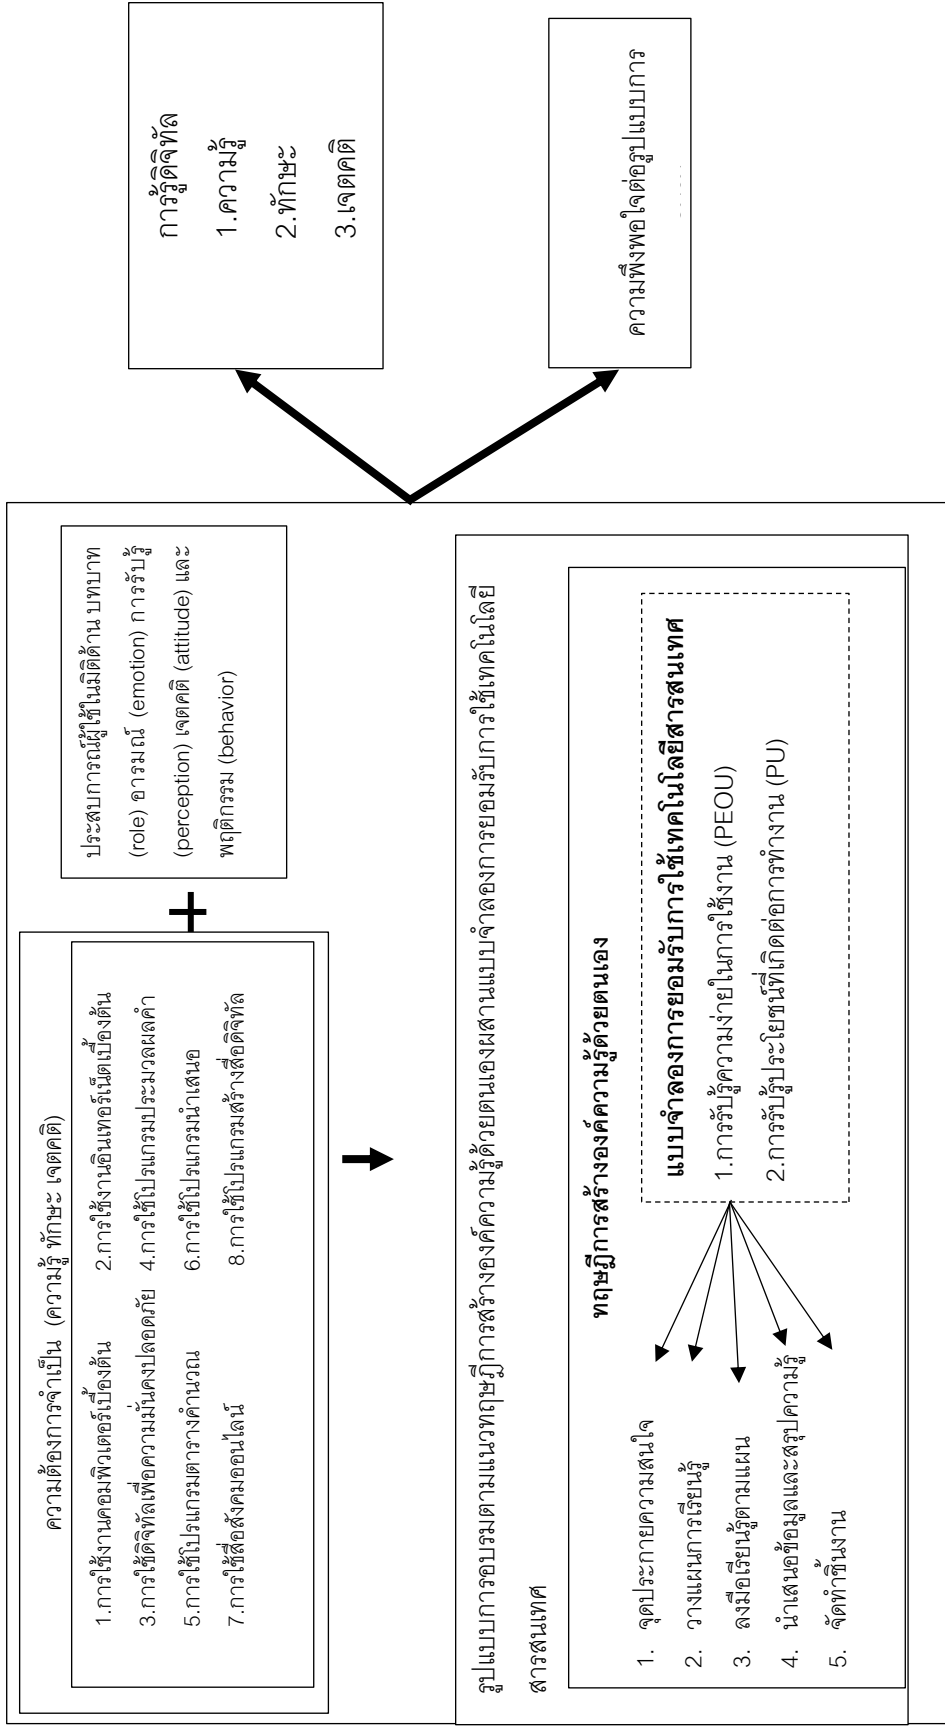 ความต้องการจำเป็น (ความรู้ ทักษะ เจตคติ)
1.การใช้งานคอมพิวเตอร์เบื้องต้น 2.การใช้งานอินเทอร์เน็ตเบื้องต้น
3.การใช้ดิจิทัลเพื่อความมั่นคงปลอดภัย 4.การใช้โปรแกรมประมวลผลคำ
5.การใช้โปรแกรมตารางคำนวณ 6.การใช้โปรแกรมนำเสนอ
7.การใช้สื่อสังคมออนไลน์ 8.การใช้โปรแกรมสร้างสื่อดิจิทัล
ประสบการณ์ผู้ใช้ในมิติด้าน บทบาท
(role) อารมณ์ (emotion) การรับรู้
(perception) เจตคติ (attitude) และ
พฤติกรรม (behavior)
รูปแบบการอบรมตามแนวทฤษฎีการสร้างองค์ความรู้ด้วยตนเองผสานแบบจำลองการยอมรับการใช้เทคโนโลยี
สารสนเทศ
ทฤษฎีการสร้างองค์ความรู้ด้วยตนเอง
1. จุดประกายความสนใจ
2. วางแผนการเรียนรู้
3. ลงมือเรียนรู้ตามแผน
4. นำเสนอข้อมูลและสรุปความรู้
5. จัดทำชิ้นงาน
แบบจำลองการยอมรับการใช้เทคโนโลยีสารสนเทศ
1.การรับรู้ความง่ายในการใช้งาน (PEOU)
2.การรับรู้ประโยชน์ที่เกิดต่อการทำงาน (PU)
การรู้ดิจิทัล
1.ความรู้
2.ทักษะ
3.เจตคติ
ความพึงพอใจต่อรูปแบบการ